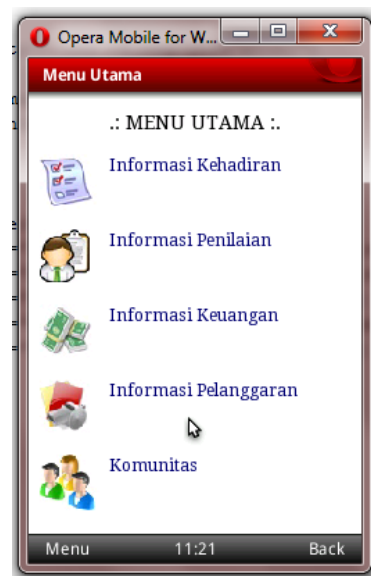 Opera Mobile for W...
Menu Utama
.: MENU UTAMA :.
Informasi Kehadiran
Informasi Penilaian
Informasi Keuangan
Informasi Pelanggaran
Komunitas
Menu 11:21 Back